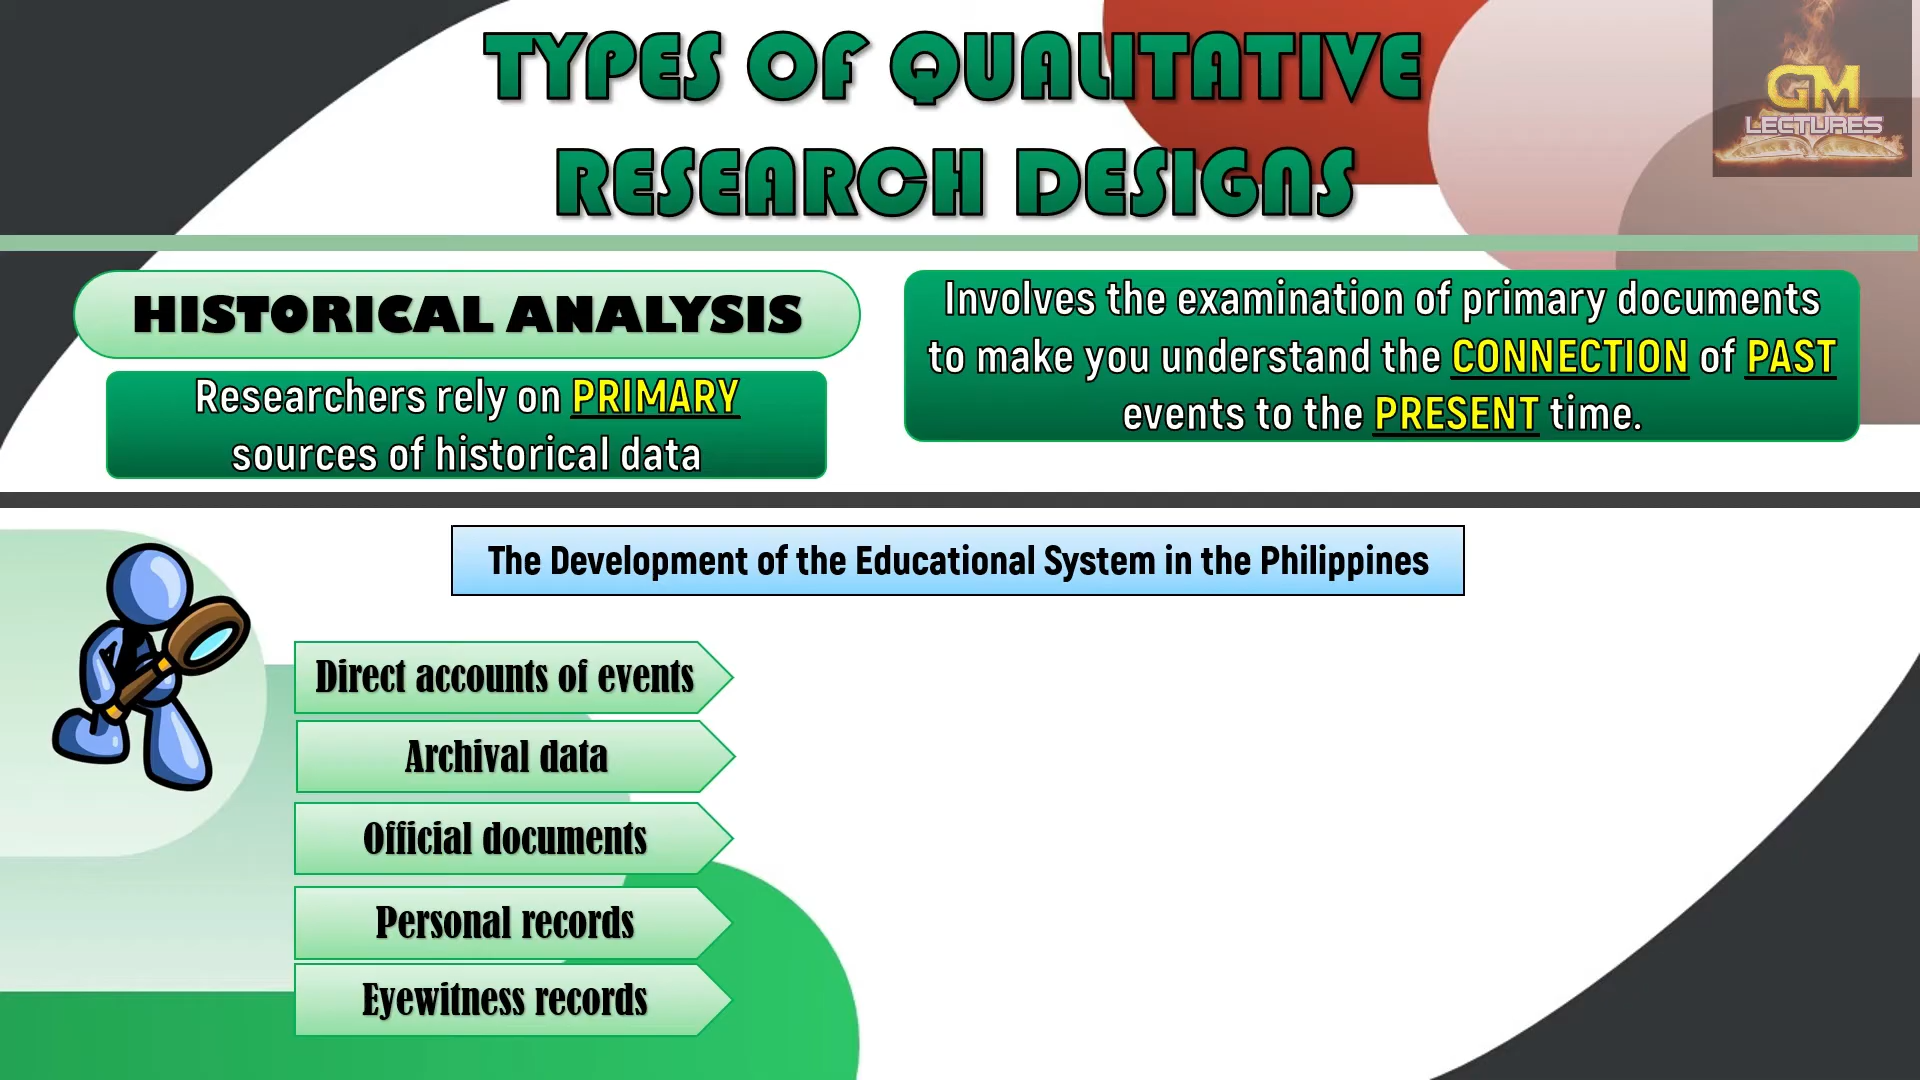 TYPES OF QUALITATIVE
RESEARCH DESIGNS
GM
LECTURES
HISTORICAL ANALYSIS
Researchers rely on PRIMARY
sources of historical data
Involves the examination of primary documents
to make you understand the CONNECTION of PAST
events to the PRESENT time.
The Development of the Educational System in the Philippines
Direct accounts of events
Archival data
Official documents
Personal records
Eyewitness records